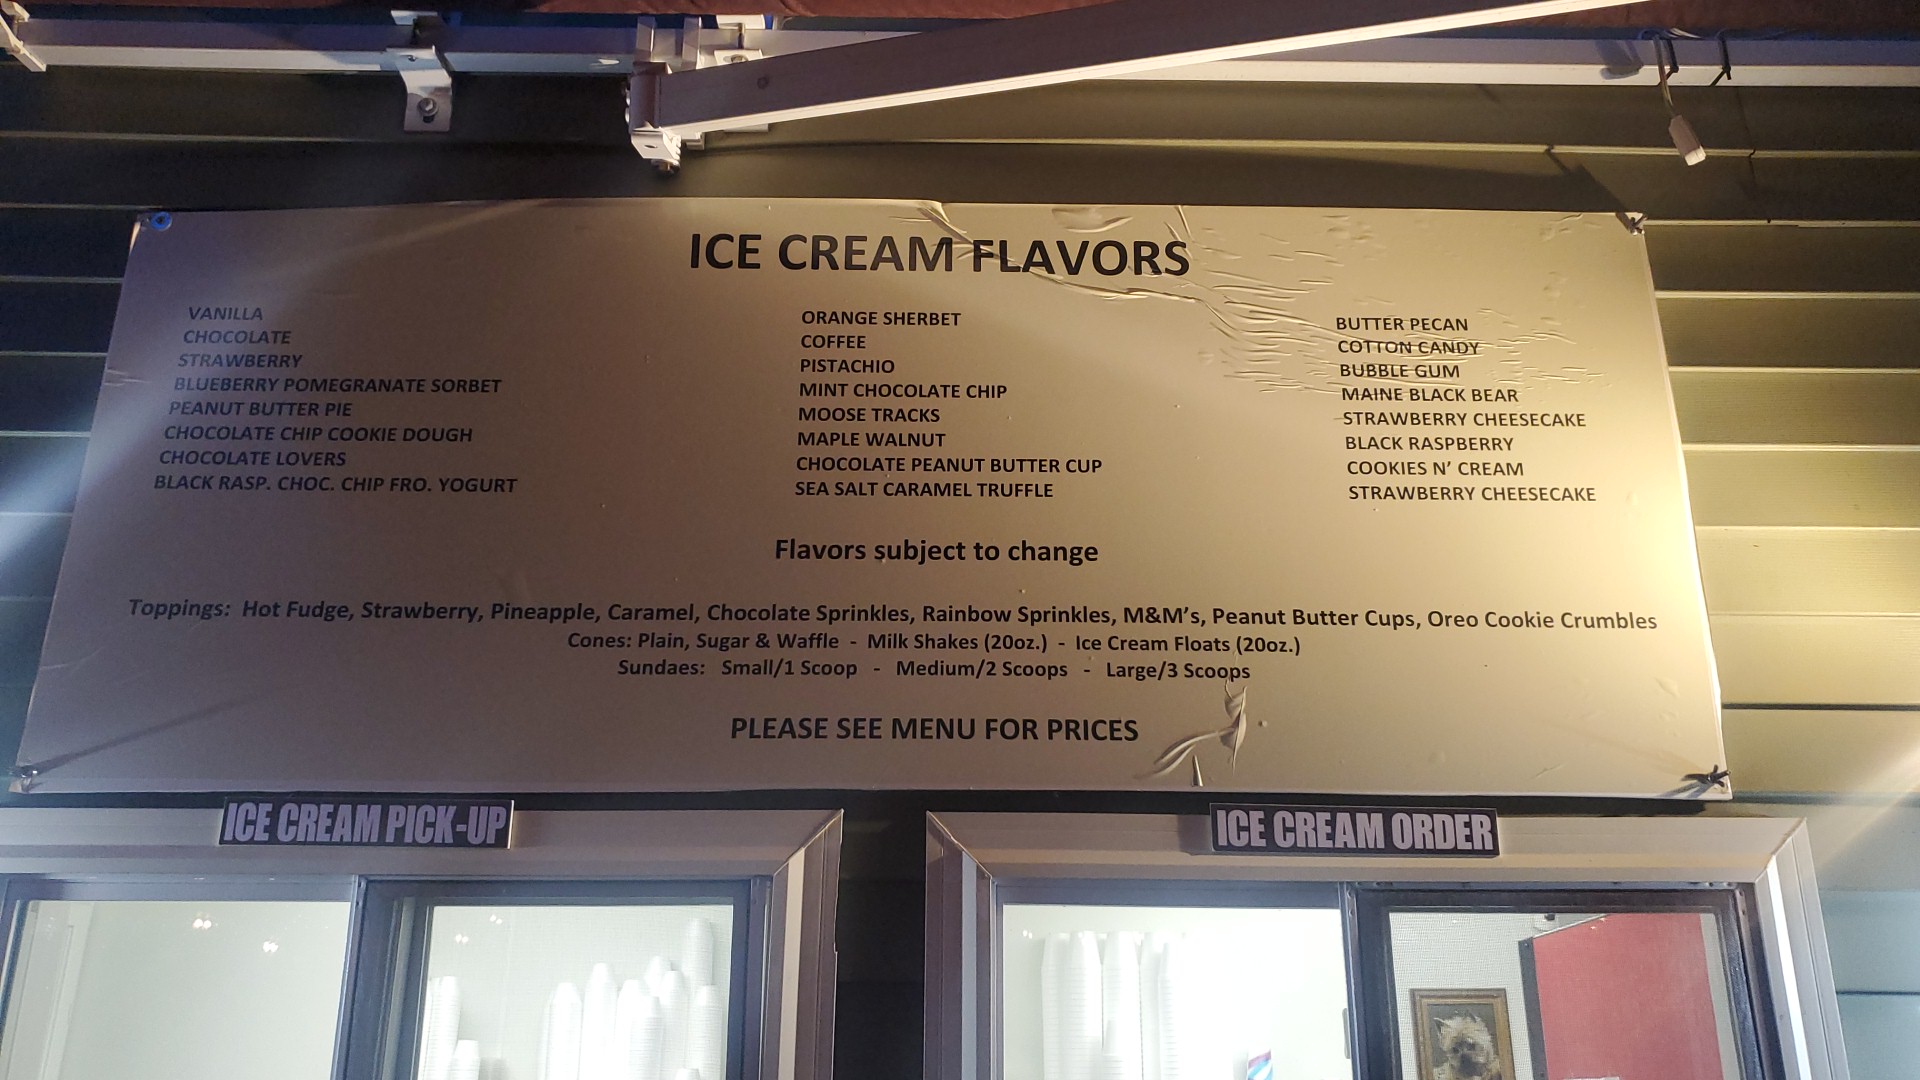 ICE CREAM FLAVORS
VANILLA
CHOCOLATE
STRAWBERRY
BLUEBERRY POMEGRANATE SORBET
PEANUT BUTTER PIE
CHOCOLATE CHIP COOKIE DOUGH
CHOCOLATE LOVERS
BLACK RASP. CHOC. CHIP FRO. YOGURT
ORANGE SHERBET
COFFEE
PISTACHIO
MINT CHOCOLATE CHIP
MOOSE TRACKS
MAPLE WALNUT
CHOCOLATE PEANUT BUTTER CUP
SEA SALT CARAMEL TRUFFLE
BUTTER PECAN
COTTON CANDY
BUBBLE GUM
MAINE BLACK BEAR
STRAWBERRY CHEESECAKE
BLACK RASPBERRY
COOKIES N’ CREAM
STRAWBERRY CHEESECAKE
Flavors subject to change
Toppings: Hot Fudge, Strawberry, Pineapple, Caramel, Chocolate Sprinkles, Rainbow Sprinkles, M&M’s, Peanut Butter Cups, Oreo Cookie Crumbles
Cones: Plain, Sugar & Waffle - Milk Shakes (20oz.) - Ice Cream Floats (20oz.)
Sundaes: Small/1 Scoop - Medium/2 Scoops - Large/3 Scoops
PLEASE SEE MENU FOR PRICES
ICE CREAM PICK-UP
ICE CREAM ORDER